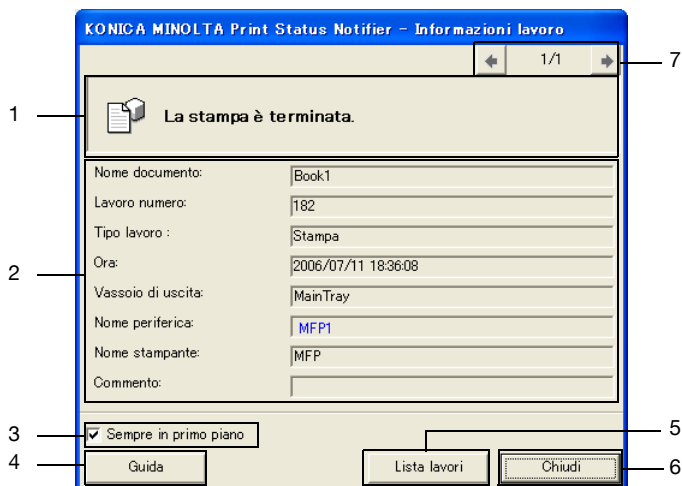 KONICA MINOLTA Print Status Notifier - Informazioni lavoro
1/1
7
1
La stampa è terminata.
Nome documento: Book1
Lavoro numero: 182
Tipo lavoro : Stampa
Ora: 2006/07/11 18:36:08
2
Vassoio di uscita: MainTray
Nome periferica: MFP1
Nome stampante: MFP
Commento:
3
Sempre in primo piano
5
4
Guida
Lista lavori
Chiudi
6